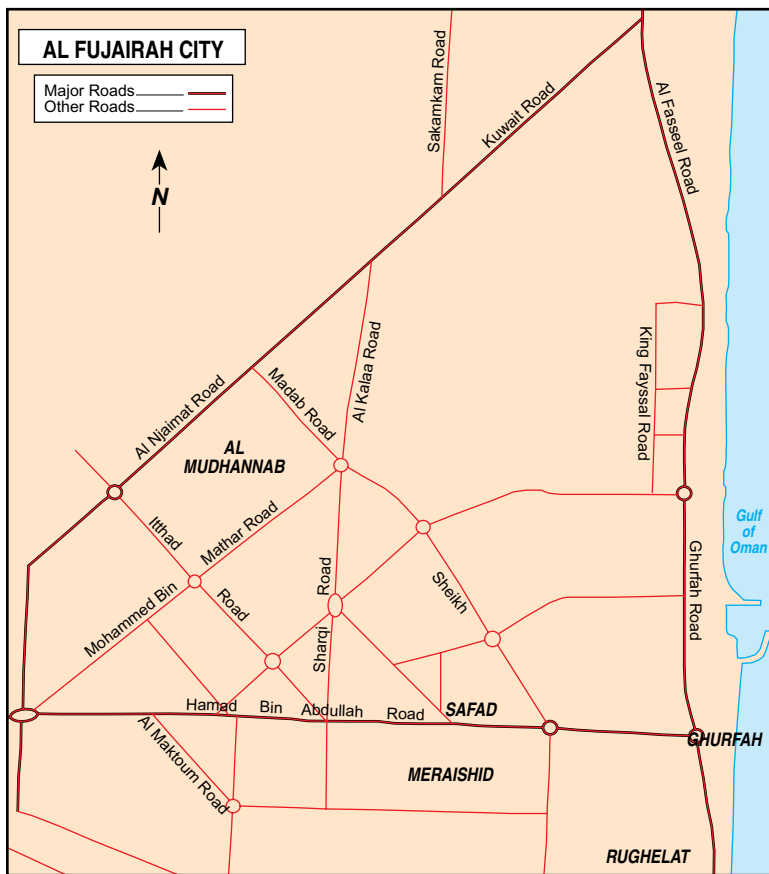 AL FUJAIRAH CITY
Major Roads
Other Roads
N
Sakamkam Road
Kuwait Road
Al Fasseel Road
King Fayssal Road
Al Kalaa Road
Madab Road
Al Njaimat Road
AL
MUDHANNAB
Mathar Road
Itthad
Road
Mohammed Bin
Road
Sharqi
Sheikh
Ghurfah Road
Gulf
of
Oman
Hamad Bin Abdullah Road
SAFAD
GHURFAH
Al Maktoum Road
MERAISHID
RUGHELAT